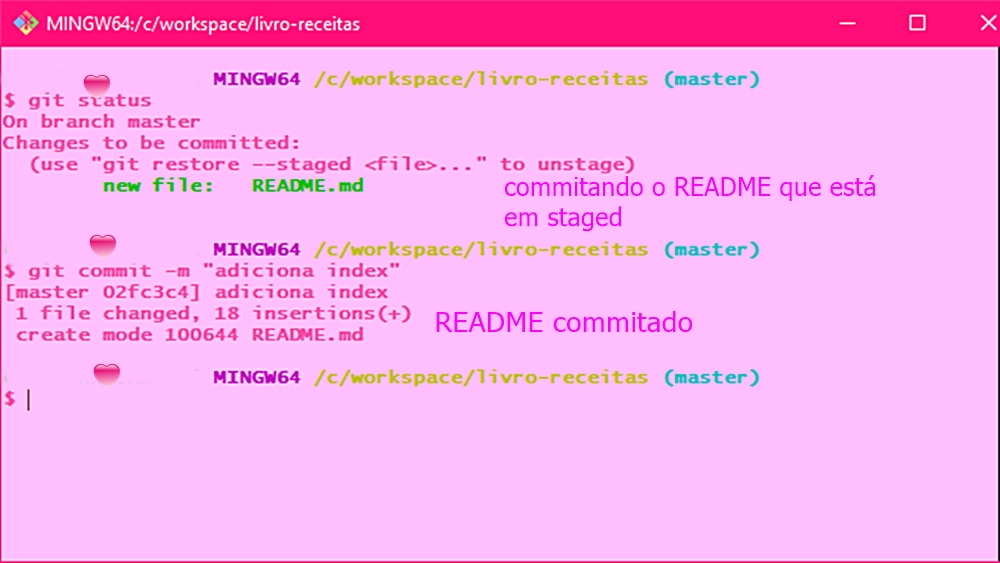 MINGW64:/c/workspace/livro-receitas
MINGW64 /c/workspace/livro-receitas (master)
$ git status
On branch master
Changes to be committed:
(use "git restore --staged <file>..." to unstage)
new file: README.md
commitando o README que está
em staged
MINGW64 /c/workspace/livro-receitas (master)
$ git commit -m "adiciona index"
[master 02fc3c4] adiciona index
1 file changed, 18 insertions(+)
create mode 100644 README.md
README commitado
MINGW64 /c/workspace/livro-receitas (master)
$